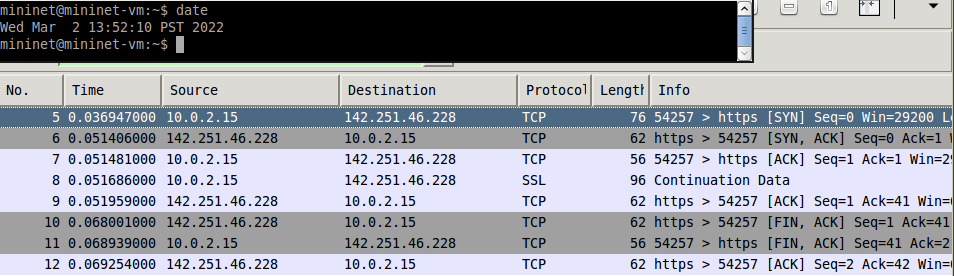 mininet@mininet-vm:~$ date
Wed Mar  2 13:52:10 PST 2022
mininet@mininet-vm:~$
No. Time Source Destination Protocol Length Info
5 0.036947000 10.0.2.15 142.251.46.228 TCP 76 54257 > https [SYN] Seq=0 Win=29200 Le
6 0.051406000 142.251.46.228 10.0.2.15 TCP 62 https > 54257 [SYN, ACK] Seq=0 Ack=1 W
7 0.051481000 10.0.2.15 142.251.46.228 TCP 56 54257 > https [ACK] Seq=1 Ack=1 Win=29
8 0.051686000 10.0.2.15 142.251.46.228 SSL 96 Continuation Data
9 0.051959000 142.251.46.228 10.0.2.15 TCP 62 https > 54257 [ACK] Seq=1 Ack=41 Win=
10 0.068001000 142.251.46.228 10.0.2.15 TCP 62 https > 54257 [FIN, ACK] Seq=1 Ack=41
11 0.068939000 10.0.2.15 142.251.46.228 TCP 56 54257 > https [FIN, ACK] Seq=41 Ack=2
12 0.069254000 142.251.46.228 10.0.2.15 TCP 62 https > 54257 [ACK] Seq=2 Ack=42 Win=